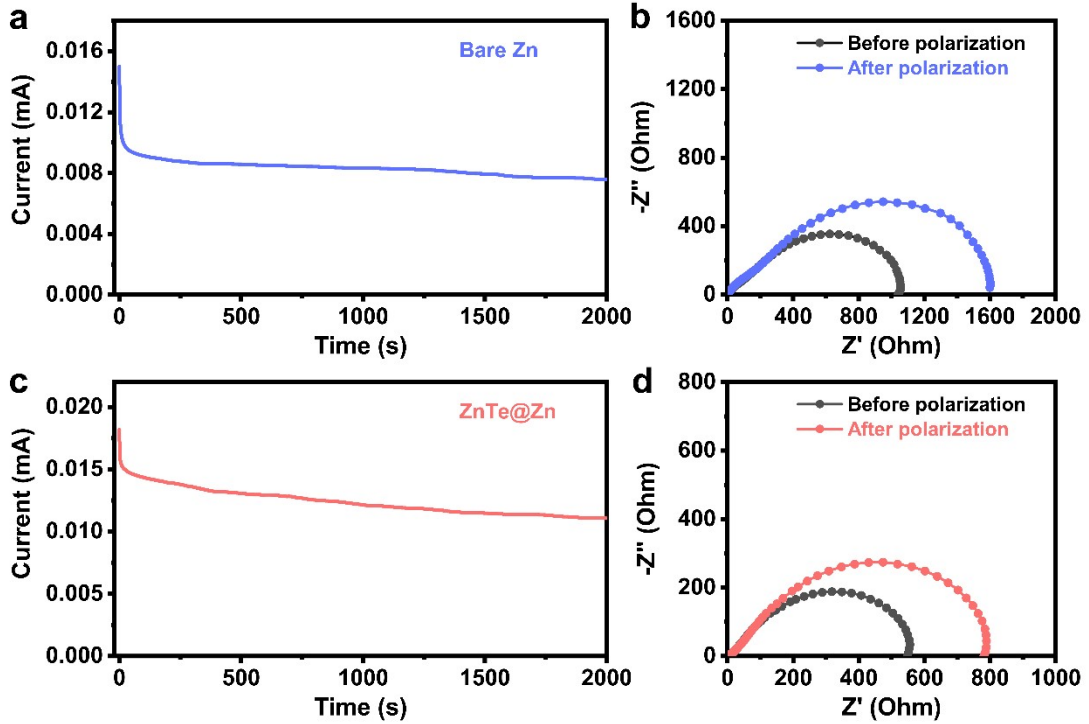 a
Bare Zn
Current (mA)
0.016
0.012
0.008
0.004
0.000
0 500 1000 1500 2000
Time (s)
b
Before polarization
After polarization
-Z" (Ohm)
1600
1200
800
400
0
0 400 800 1200 1600 2000
Z' (Ohm)
c
ZnTe@Zn
Current (mA)
0.020
0.015
0.010
0.005
0.000
0 500 1000 1500 2000
Time (s)
d
Before polarization
After polarization
-Z" (Ohm)
800
600
400
200
0
0 200 400 600 800 1000
Z' (Ohm)